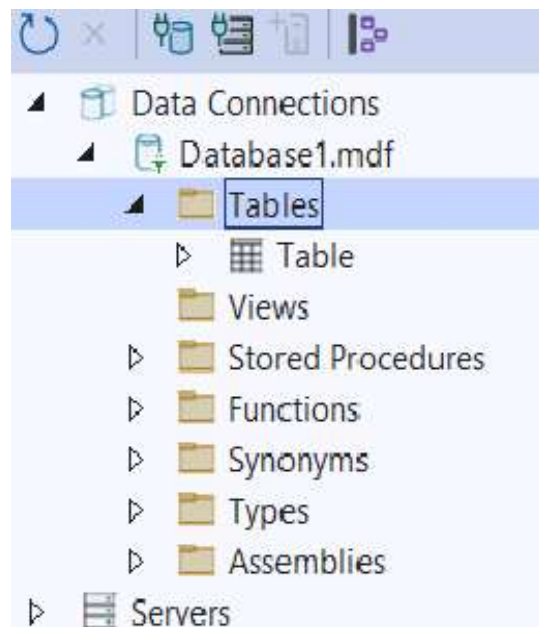 Data Connections
Database1.mdf
Tables
Table
Views
Stored Procedures
Functions
Synonyms
Types
Assemblies
Servers